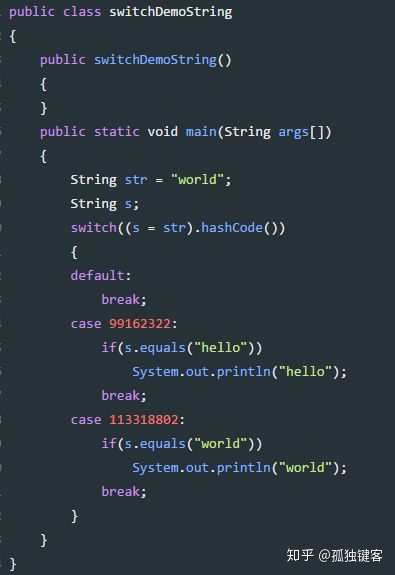 public class switchDemoString
{
    public switchDemoString()
    {
    }
    public static void main(String args[])
    {
        String str = "world";
        String s;
        switch((s = str).hashCode())
        {
        default:
            break;
        case 99162322:
            if(s.equals("hello"))
                System.out.println("hello");
            break;
        case 113318802:
            if(s.equals("world"))
                System.out.println("world");
            break;
        }
    }
}
知乎 @孤独键客